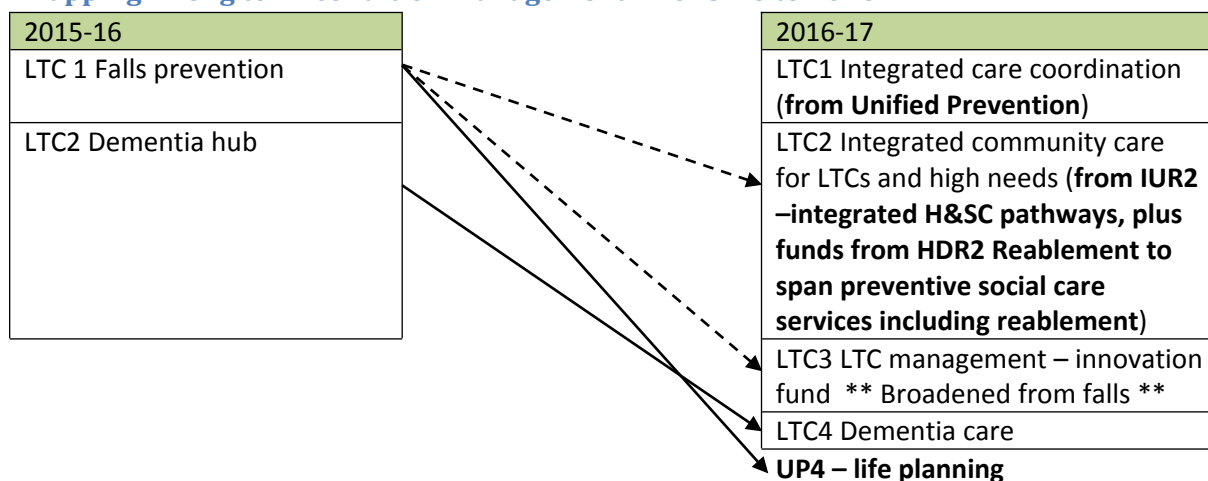 2015-16
LTC 1 Falls prevention
LTC2 Dementia hub
2016-17
LTC1 Integrated care coordination
(from Unified Prevention)
LTC2 Integrated community care
for LTCs and high needs (from IUR2
–integrated H&SC pathways, plus
funds from HDR2 Reablement to
span preventive social care
services including reablement)
LTC3 LTC management – innovation
fund ** Broadened from falls **
LTC4 Dementia care
UP4 – life planning